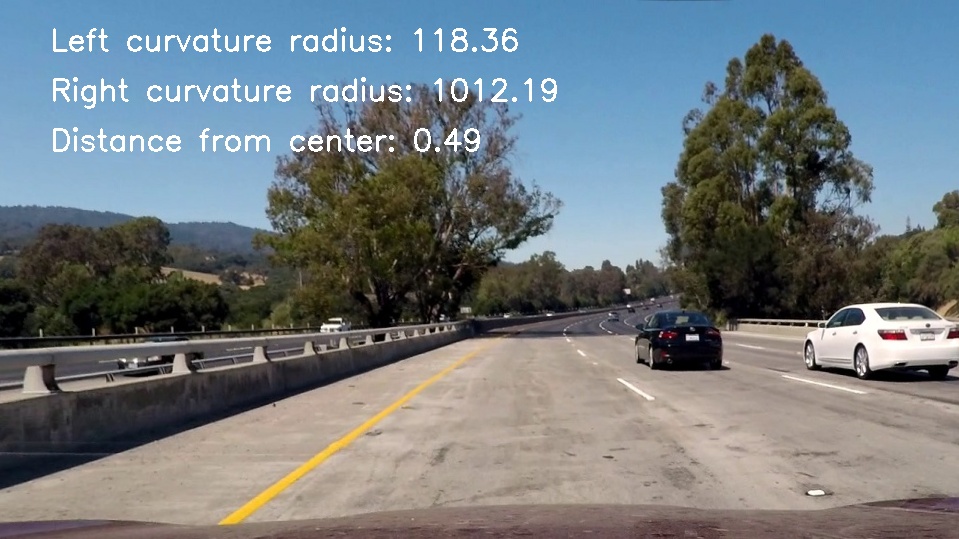 Left curvature radius: 118.36
Right curvature radius: 1012.19
Distance from center: 0.49